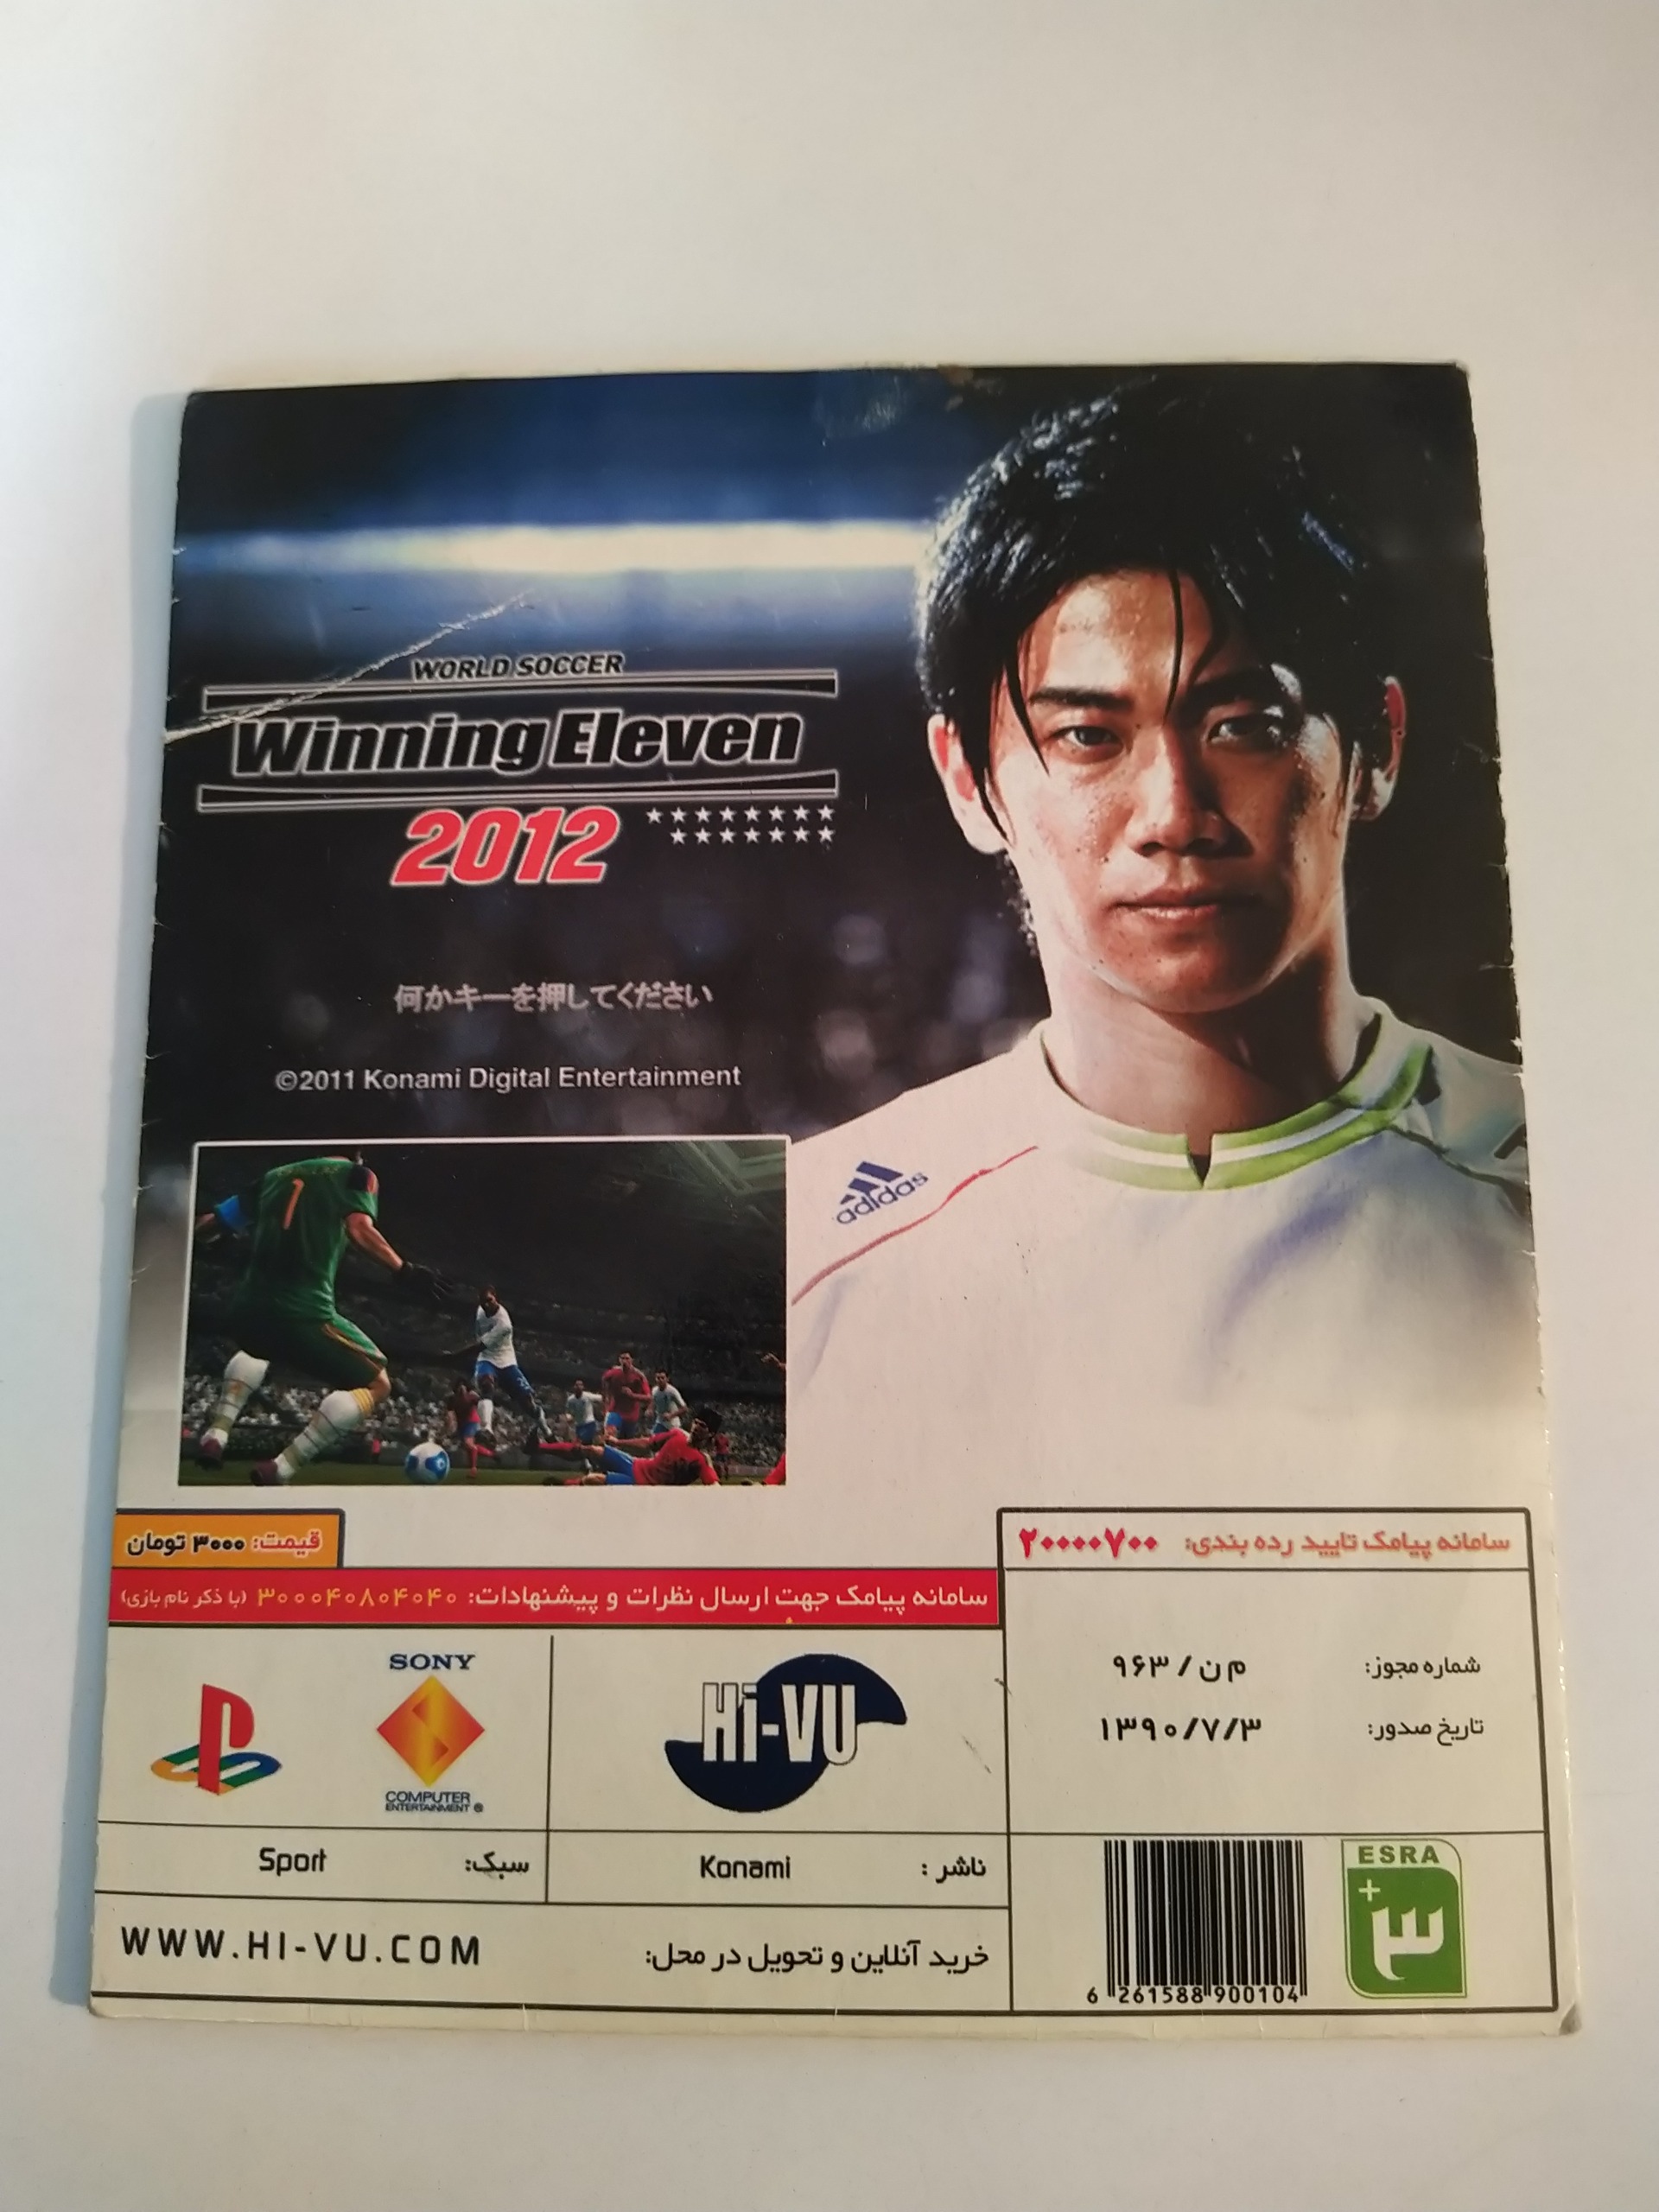 WORLD SOCCER
Winning Eleven
2012
何かキーを押してください
©2011 Konami Digital Entertainment
adidas
1
قیمت: ۳۰۰۰ تومان
سامانه پیامک تایید رده بندی: ۲۰۰۰۰۷۰۰
سامانه پیامک جهت ارسال نظرات و پیشنهادات: ۳۰۰۰۴۰۸۰۴۰۴۰ (با ذکر نام بازی)
SONY
COMPUTER
ENTERTAINMENT ®
Hi-VU
شماره مجوز: م ن / ۹۶۳
تاریخ صدور: ۱۳۹۰/۷/۳
سبک: Sport
ناشر : Konami
خرید آنلاین و تحویل در محل: WWW.HI-VU.COM
6 261588 900104
ESRA
+۳